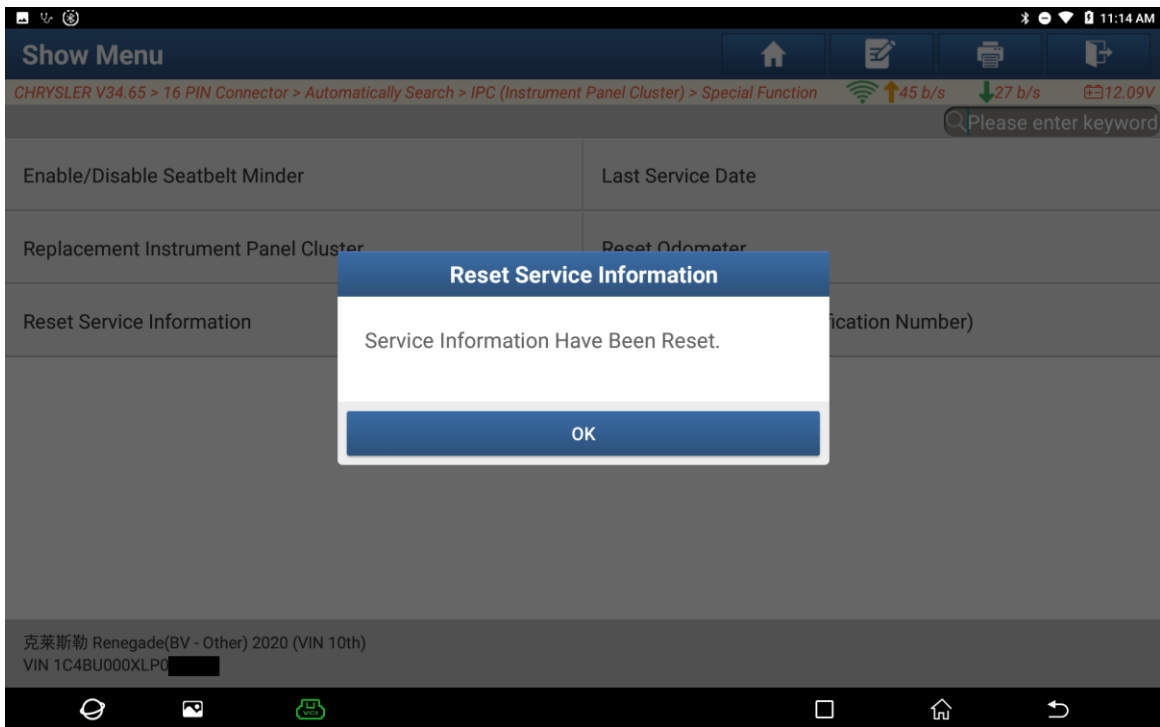 11:14 AM
Show Menu
CHRYSLER V34.65 > 16 PIN Connector > Automatically Search > IPC (Instrument Panel Cluster) > Special Function
45 b/s
27 b/s
12.09V
Please enter keyword
Enable/Disable Seatbelt Minder
Last Service Date
Replacement Instrument Panel Cluster
Reset Odometer
Reset Service Information
ication Number)
Reset Service Information
Service Information Have Been Reset.
OK
克莱斯勒 Renegade(BV - Other) 2020 (VIN 10th)
VIN 1C4BU000XLP0
VCI